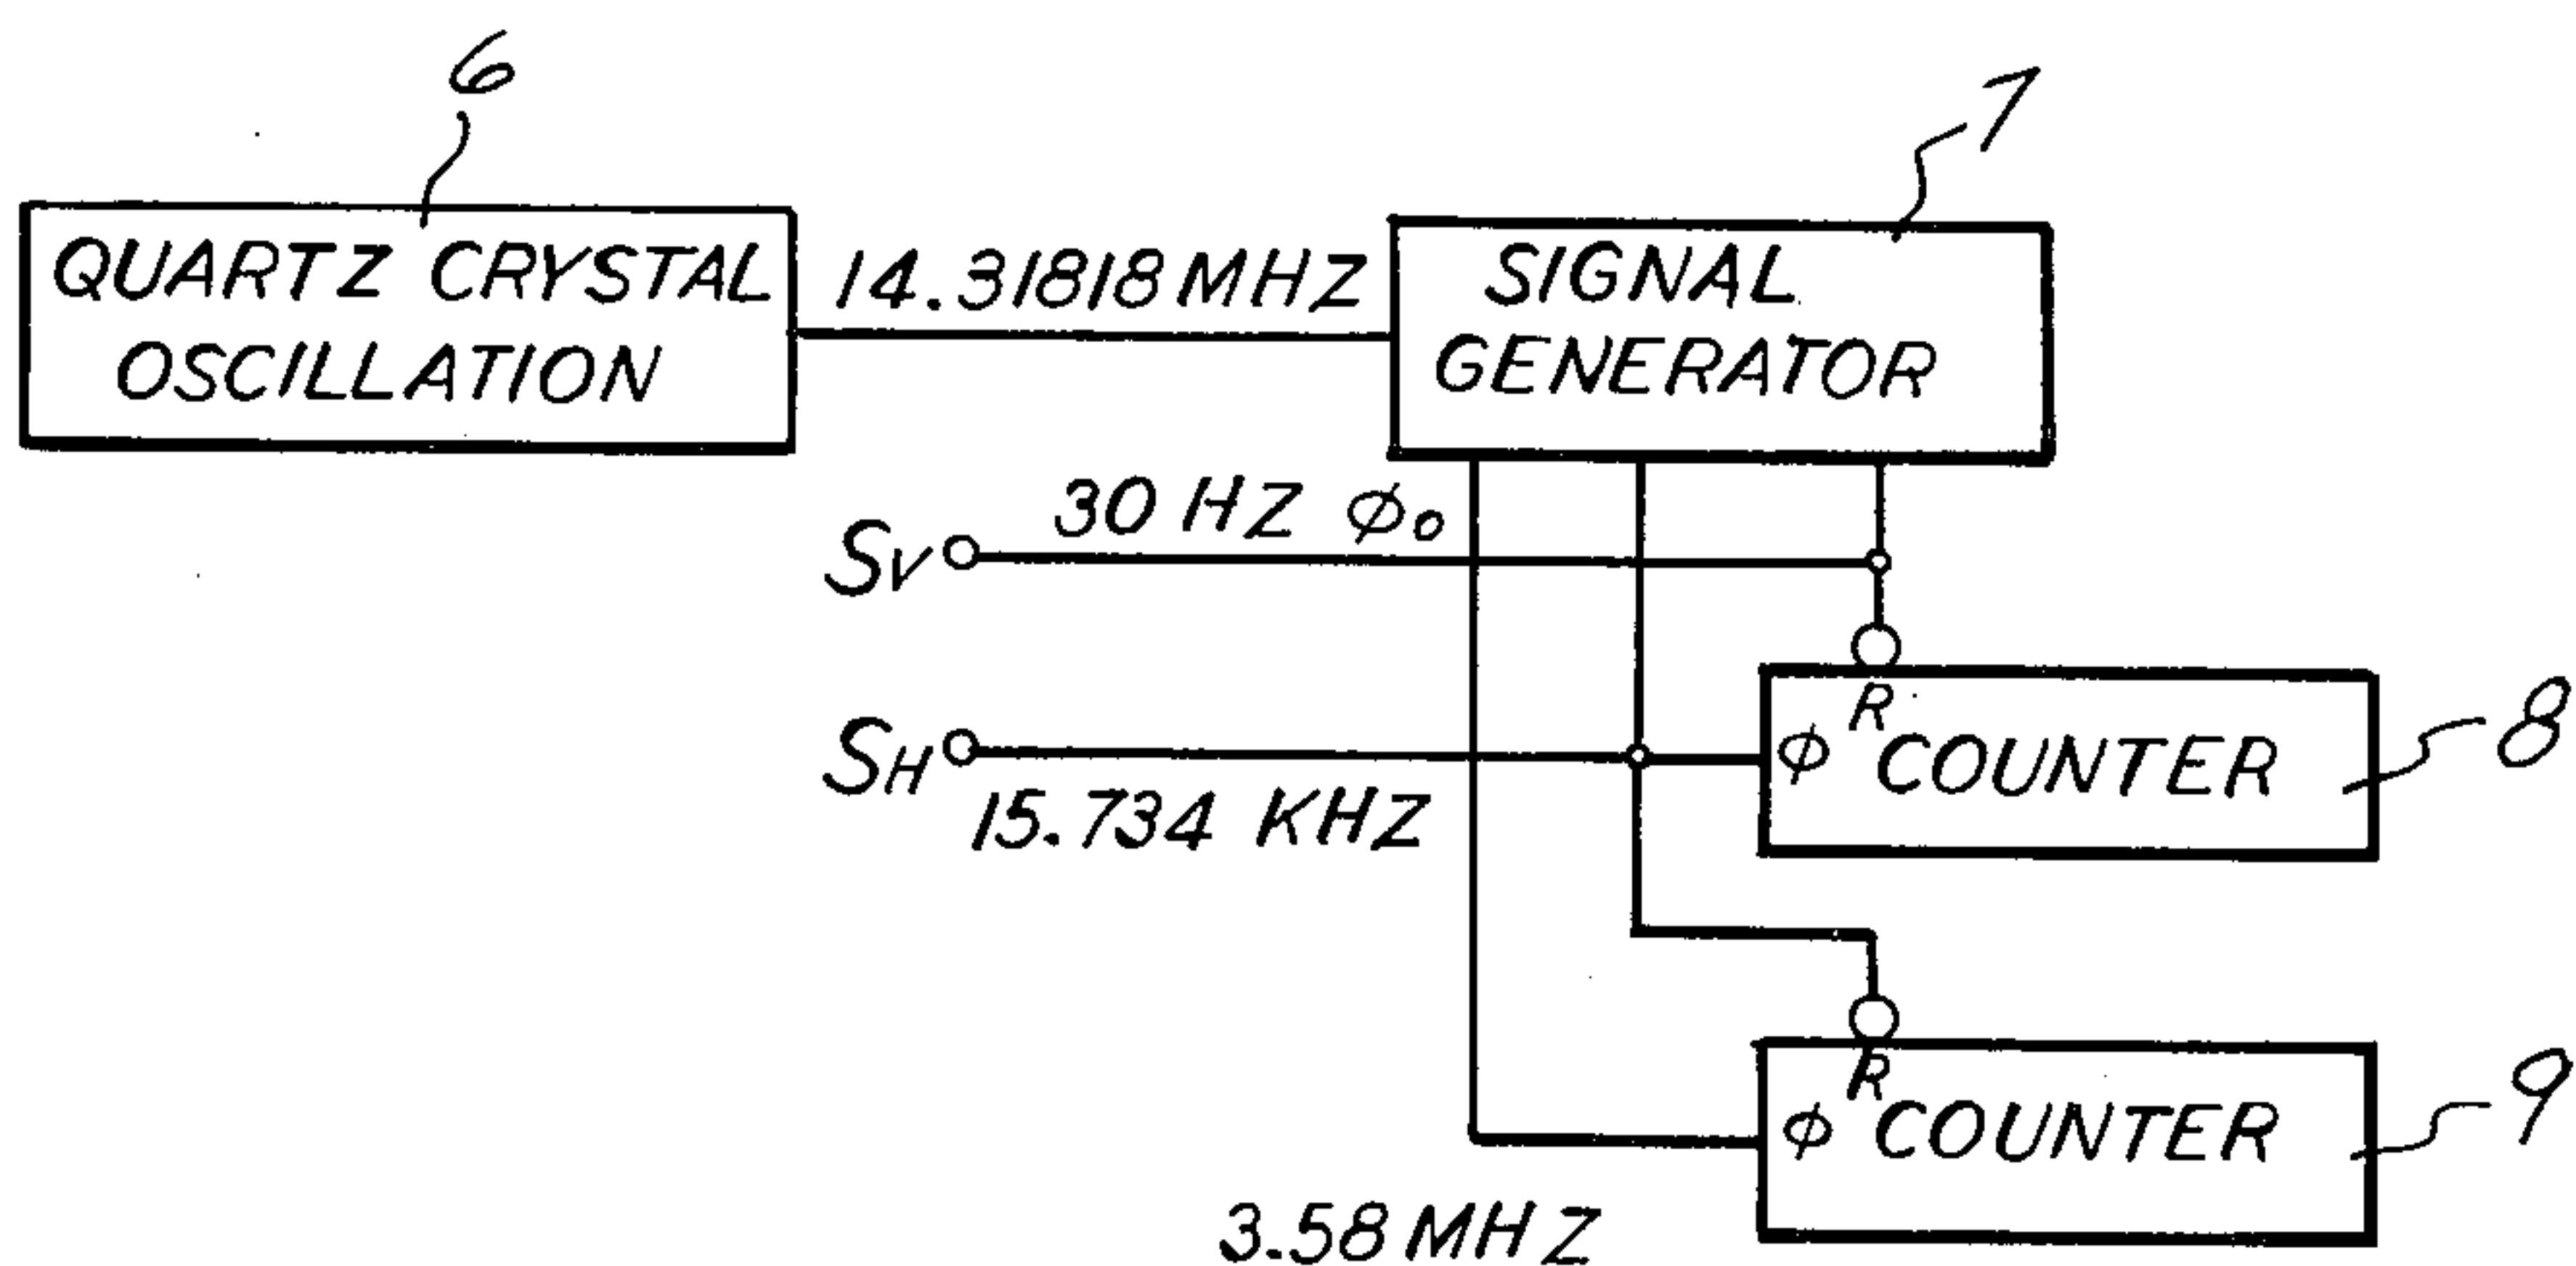 6
7
QUARTZ CRYSTAL
OSCILLATION
14.31818 MHZ
SIGNAL
GENERATOR
30 HZ φ₀
SV
SH
15.734 KHZ
R
φ COUNTER
8
R
φ COUNTER
9
3.58 MHZ